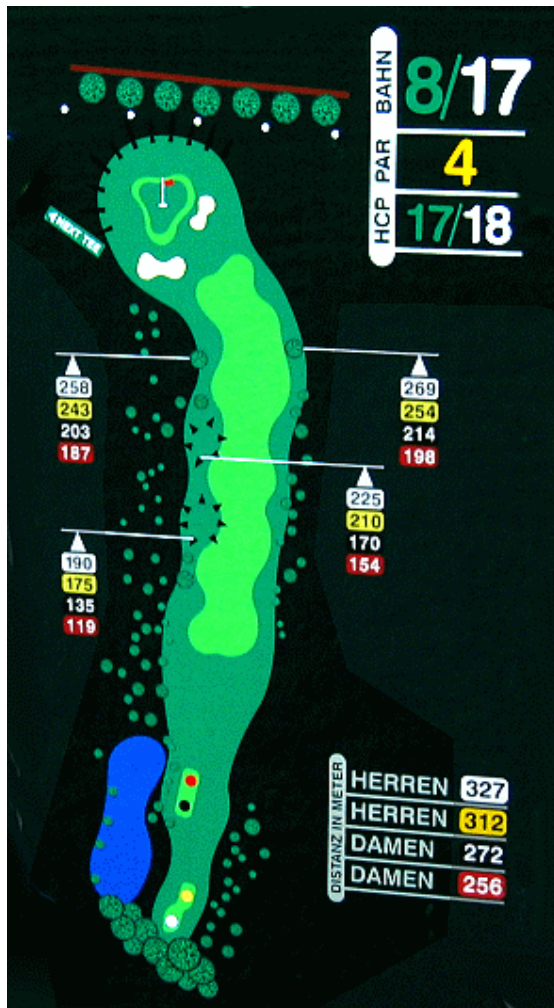 BAHN 8/17
PAR 4
HCP 17/18
NEXT TEE
258
243
203
187
269
254
214
198
225
210
170
154
190
175
135
119
DISTANZ IN METER
HERREN 327
HERREN 312
DAMEN 272
DAMEN 256